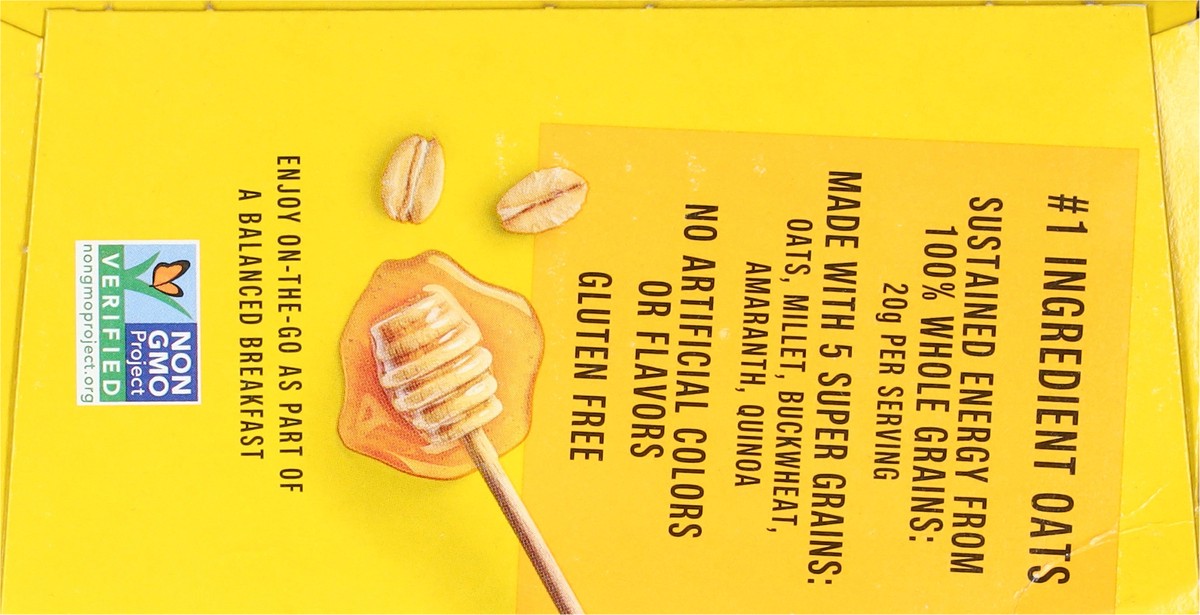 #1 INGREDIENT OATS
SUSTAINED ENERGY FROM
100% WHOLE GRAINS:
20g PER SERVING
MADE WITH 5 SUPER GRAINS:
OATS, MILLET, BUCKWHEAT,
AMARANTH, QUINOA
NO ARTIFICIAL COLORS
OR FLAVORS
GLUTEN FREE
ENJOY ON-THE-GO AS PART OF
A BALANCED BREAKFAST
NON
GMO
Project
VERIFIED
nongmoproject.org